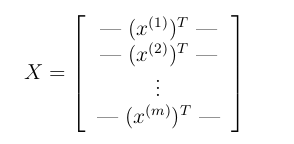 — (x^{(1)})^T —
— (x^{(2)})^T —
X =
⋮
— (x^{(m)})^T —